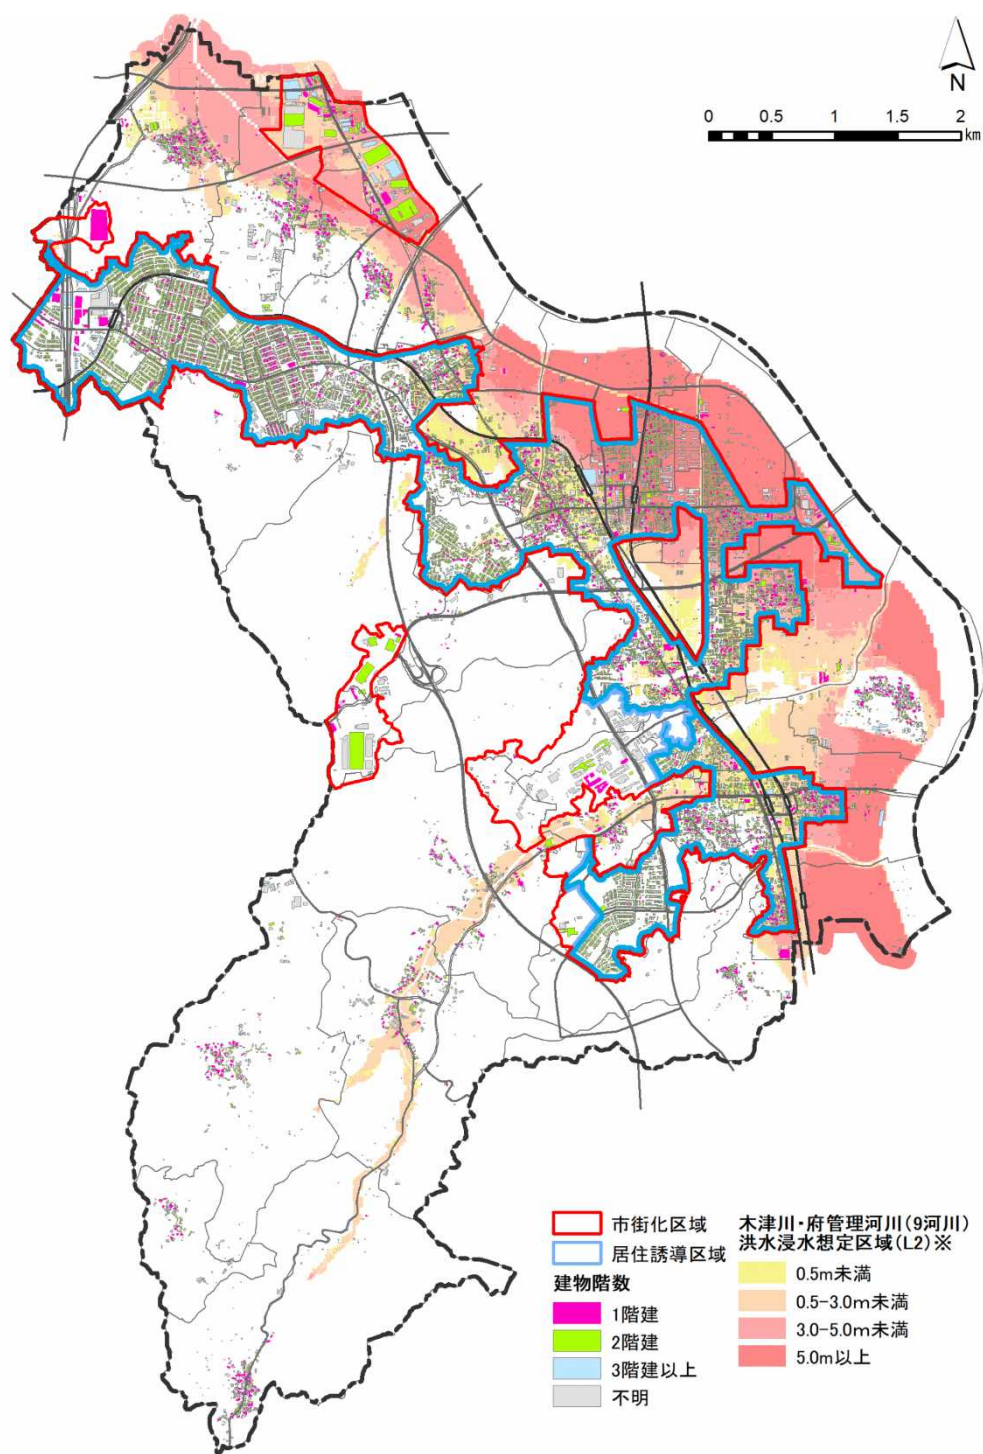 N
0 0.5 1 1.5 2
km
市街化区域
居住誘導区域
建物階数
1階建
2階建
3階建以上
不明
木津川・府管理河川(9河川)
洪水浸水想定区域(L2)※
0.5m未満
0.5-3.0m未満
3.0-5.0m未満
5.0m以上